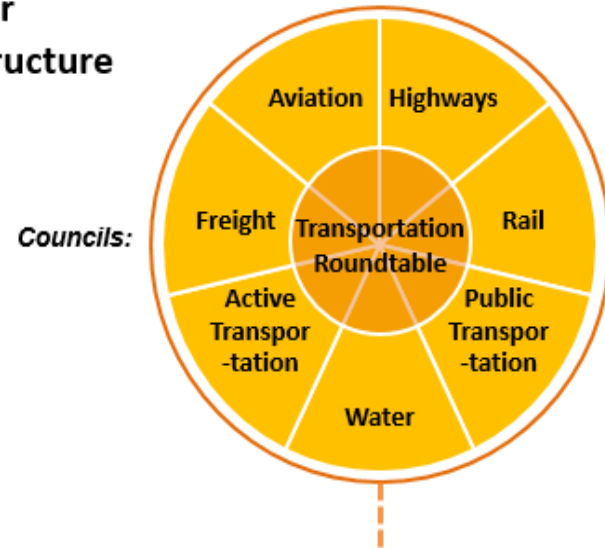 r
ructure
Aviation
Highways
Councils:
Freight
Transportation
Roundtable
Rail
Active
Transpor
-tation
Public
Transpor
-tation
Water